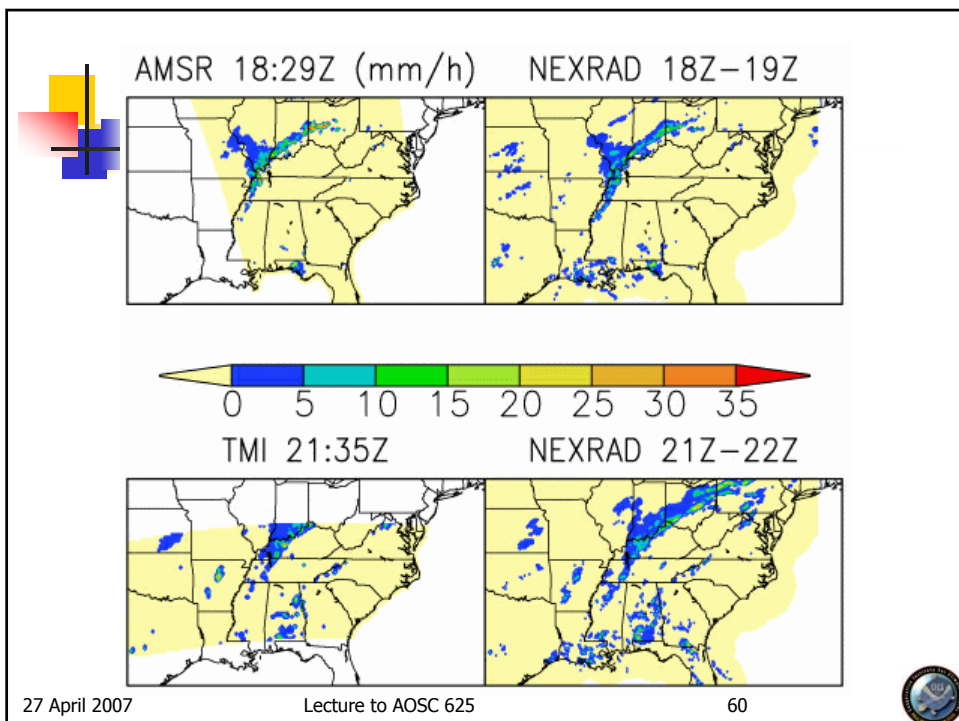 AMSR 18:29Z (mm/h) NEXRAD 18Z-19Z
0 5 10 15 20 25 30 35
TMI 21:35Z NEXRAD 21Z-22Z
27 April 2007 Lecture to AOSC 625 60